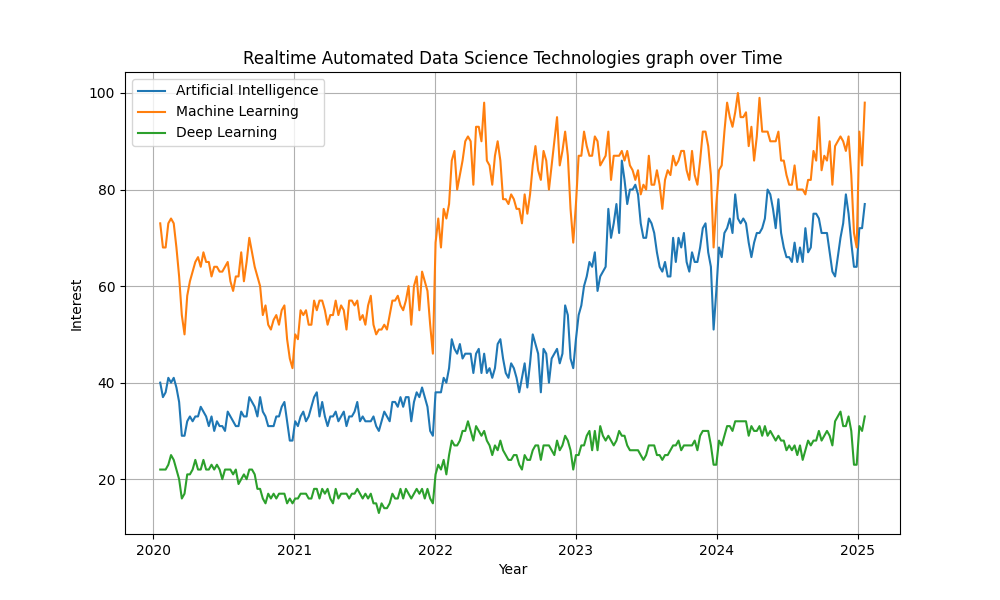 Realtime Automated Data Science Technologies graph over Time
Artificial Intelligence
Machine Learning
Deep Learning
100
80
60
40
20
Interest
2020 2021 2022 2023 2024 2025
Year